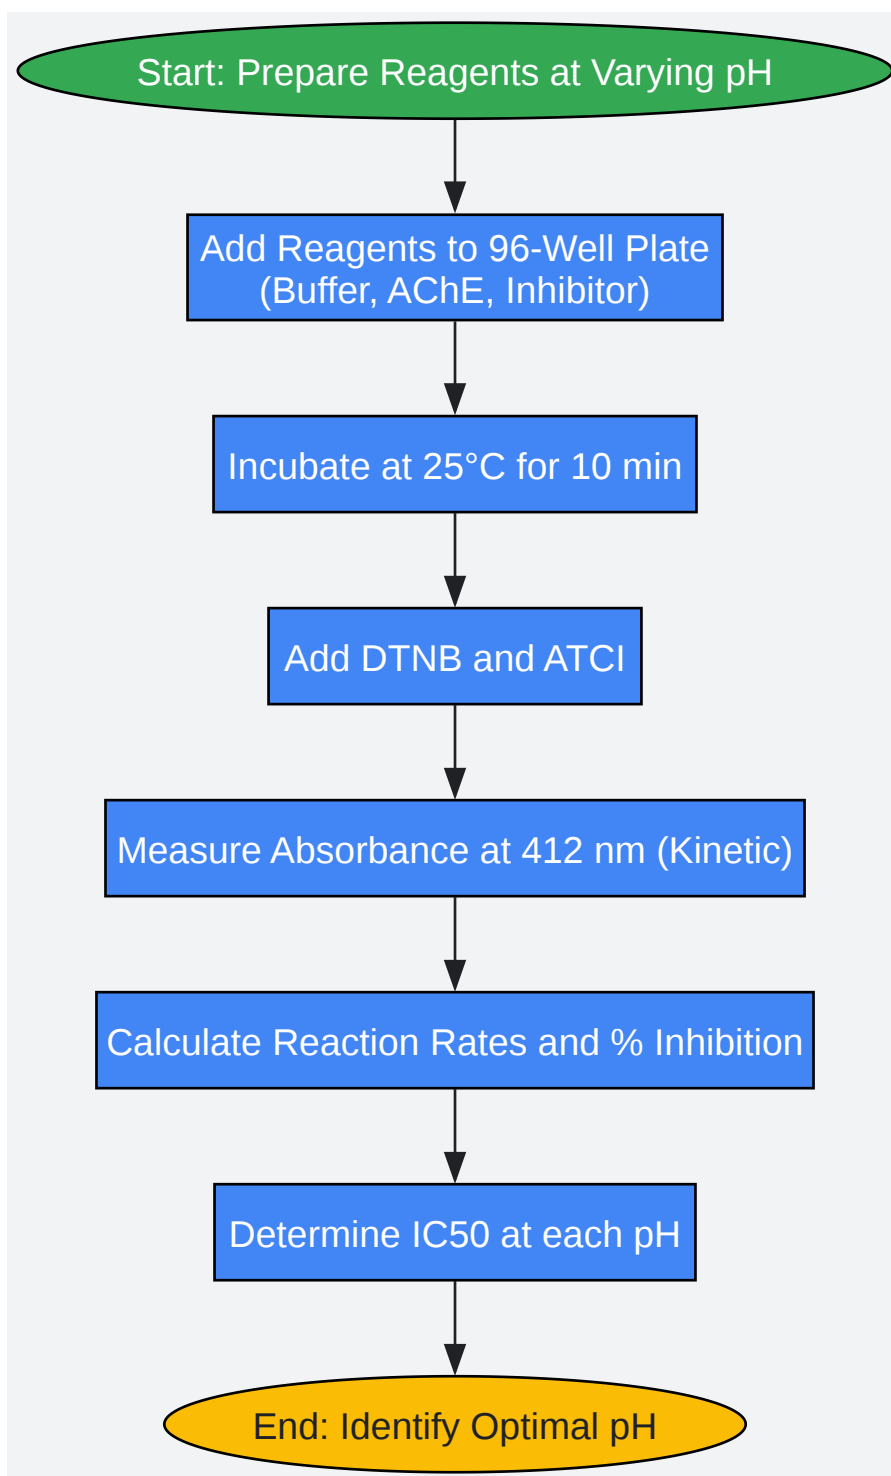 Start: Prepare Reagents at Varying pH
Add Reagents to 96-Well Plate
(Buffer, AChE, Inhibitor)
Incubate at 25°C for 10 min
Add DTNB and ATCI
Measure Absorbance at 412 nm (Kinetic)
Calculate Reaction Rates and % Inhibition
Determine IC50 at each pH
End: Identify Optimal pH